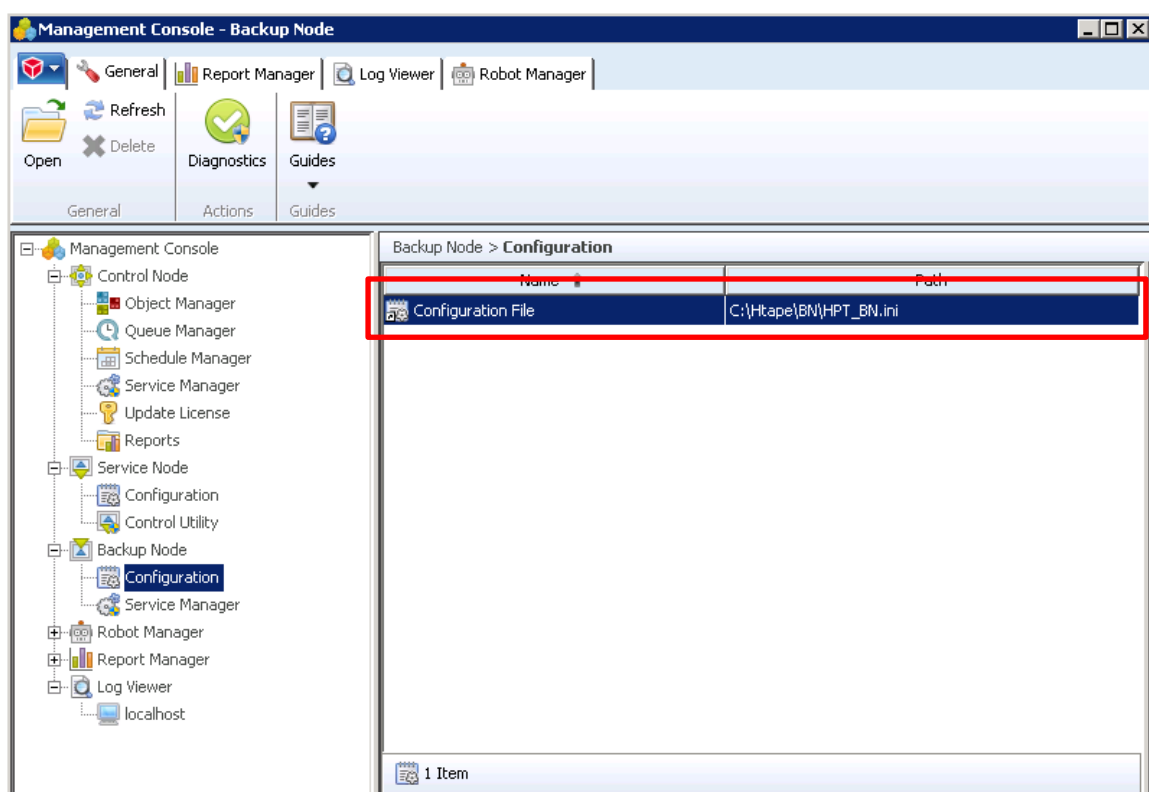 Management Console - Backup Node
General
Report Manager
Log Viewer
Robot Manager
Open
Refresh
Delete
Diagnostics
Guides
General
Actions
Guides
Management Console
Control Node
Object Manager
Queue Manager
Schedule Manager
Service Manager
Update License
Reports
Service Node
Configuration
Control Utility
Backup Node
Configuration
Service Manager
Robot Manager
Report Manager
Log Viewer
localhost
Backup Node > Configuration
Name Path
Configuration File C:\Htape\BN\HPT_BN.ini
1 Item